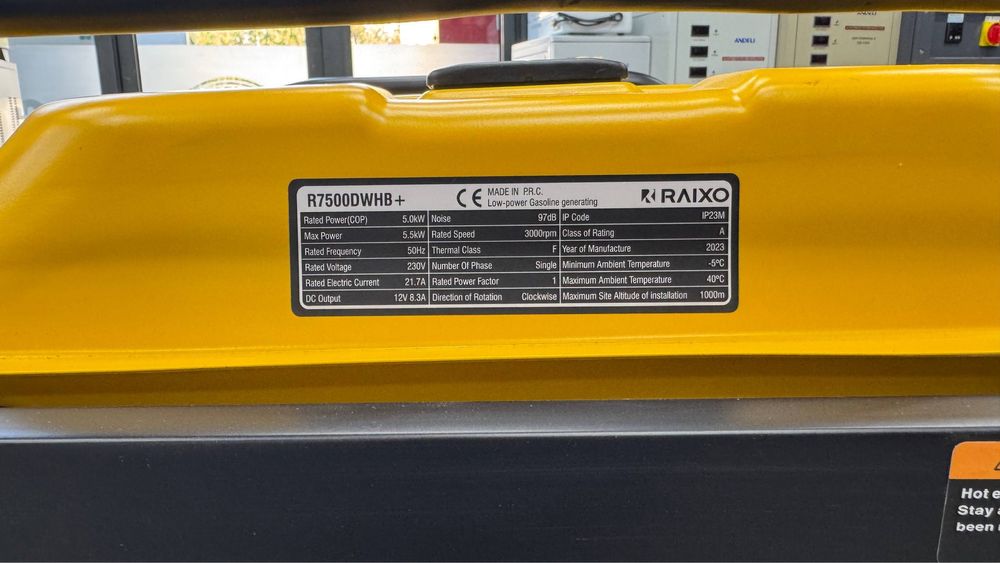 ANDELI
ANDELI
R7500DWHB+
CE
MADE IN P.R.C.
Low-power Gasoline generating
RAIXO
Rated Power(COP) 5.0kW Noise 97dB IP Code IP23M
Max Power 5.5kW Rated Speed 3000rpm Class of Rating A
Rated Frequency 50Hz Thermal Class F Year of Manufacture 2023
Rated Voltage 230V Number Of Phase Single Minimum Ambient Temperature -5ºC
Rated Electric Current 21.7A Rated Power Factor 1 Maximum Ambient Temperature 40ºC
DC Output 12V 8.3A Direction of Rotation Clockwise Maximum Site Altitude of installation 1000m
Hot
Stay
been